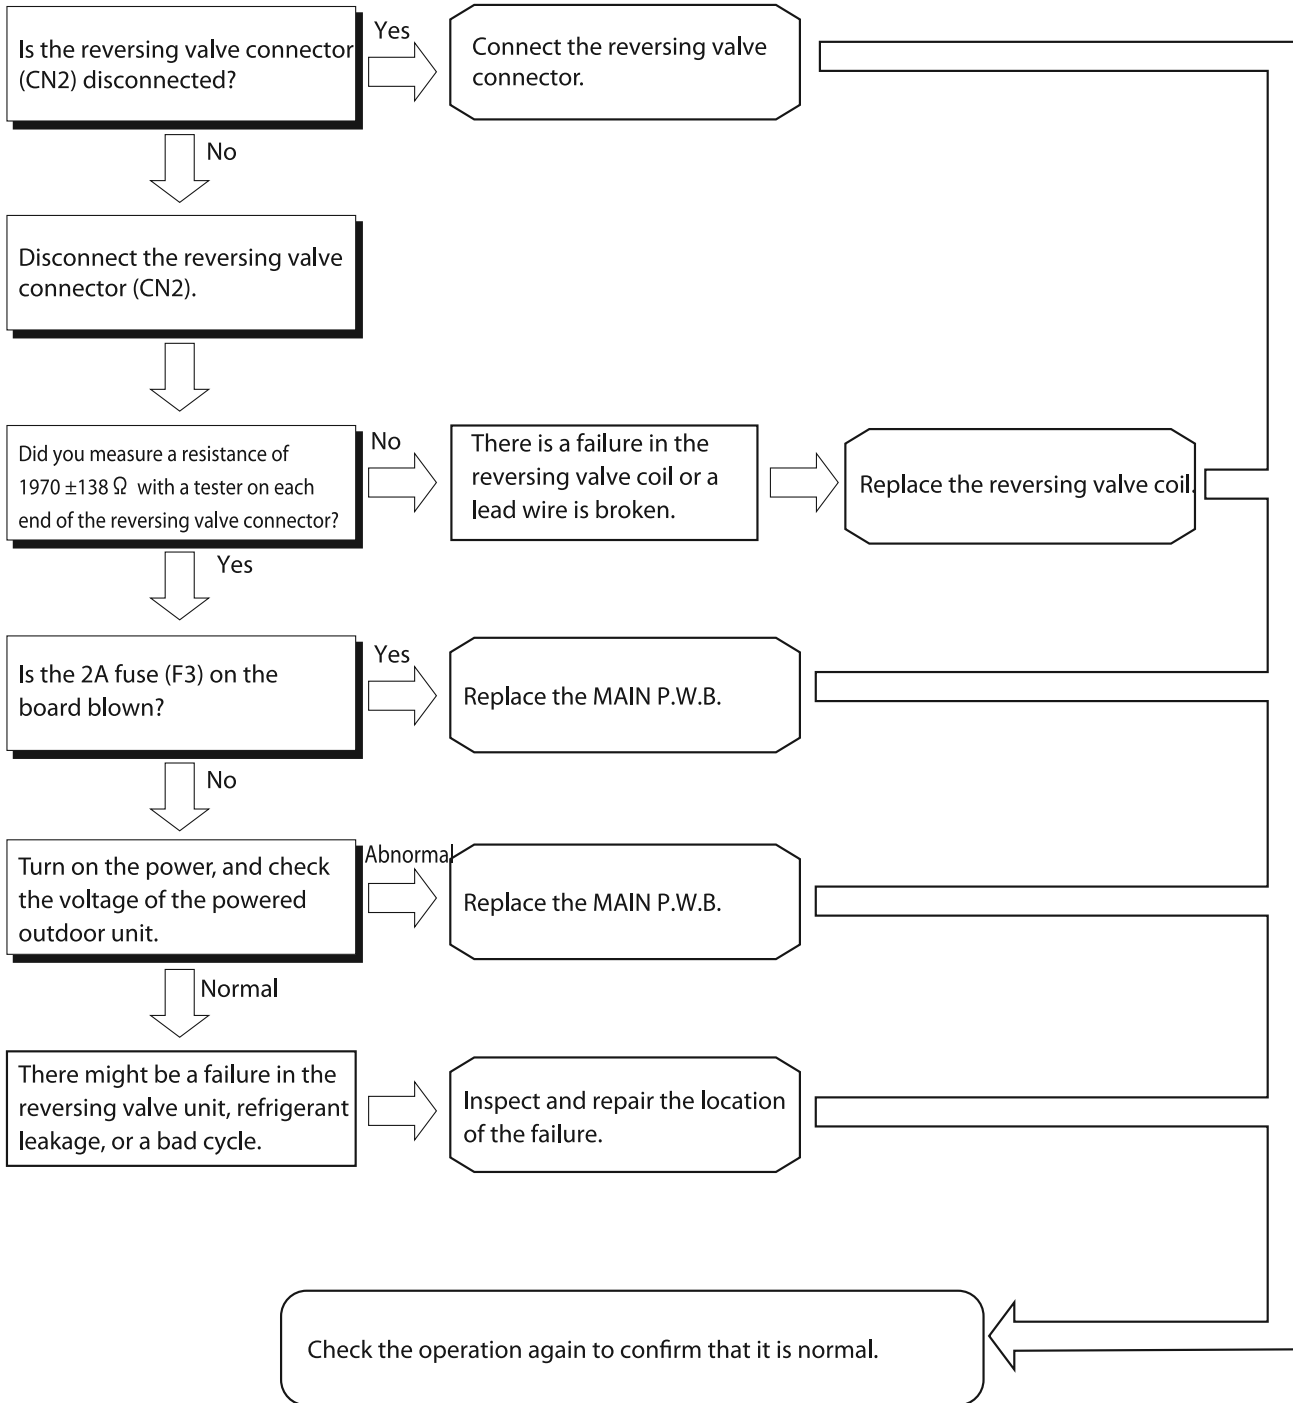 Is the reversing valve connector
(CN2) disconnected?
Yes
Connect the reversing valve
connector.
No
Disconnect the reversing valve
connector (CN2).
Did you measure a resistance of
1970 ±138 Ω with a tester on each
end of the reversing valve connector?
No
There is a failure in the
reversing valve coil or a
lead wire is broken.
Replace the reversing valve coil.
Yes
Is the 2A fuse (F3) on the
board blown?
Yes
Replace the MAIN P.W.B.
No
Turn on the power, and check
the voltage of the powered
outdoor unit.
Abnormal
Replace the MAIN P.W.B.
Normal
There might be a failure in the
reversing valve unit, refrigerant
leakage, or a bad cycle.
Inspect and repair the location
of the failure.
Check the operation again to confirm that it is normal.